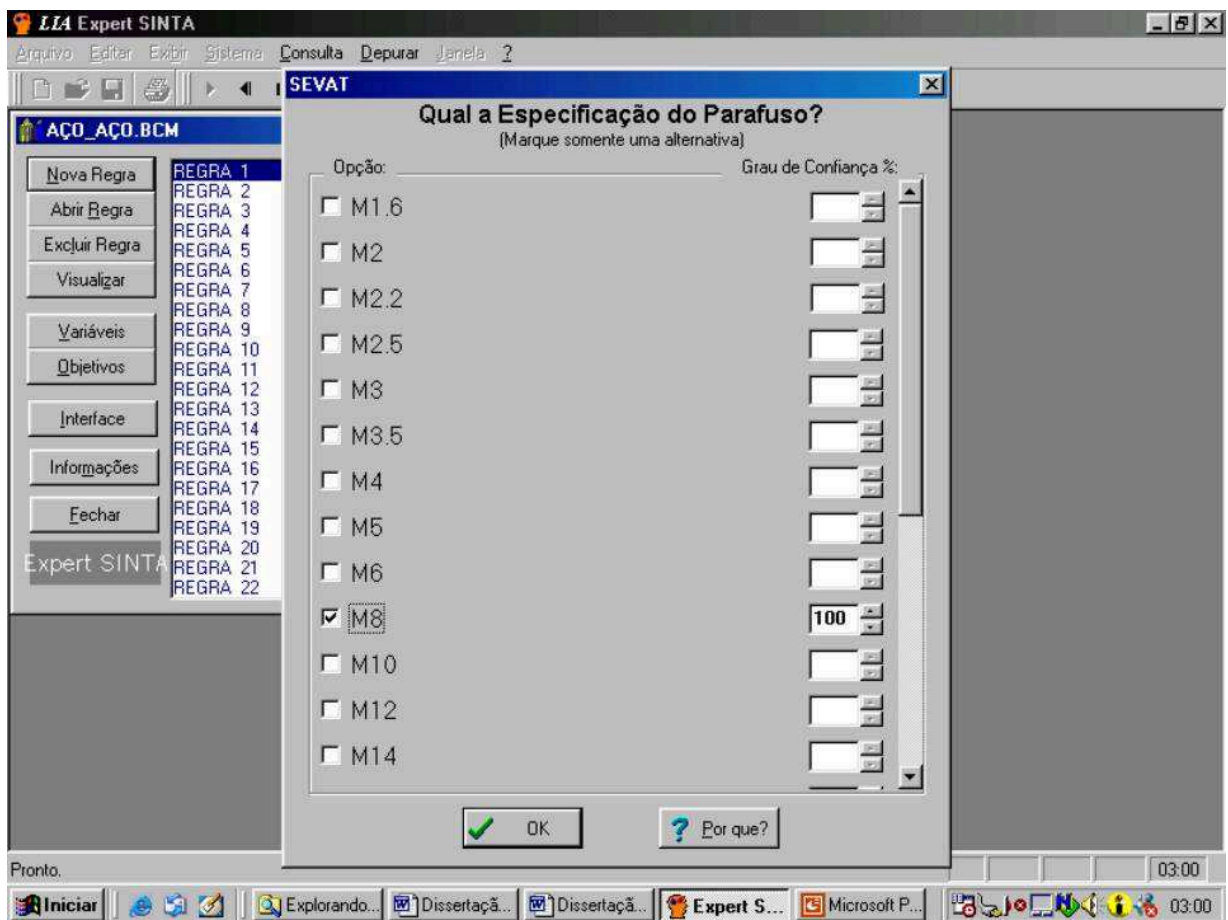 LIA Expert SINTA
Arquivo Editar Exibir Sistema Consulta Depurar Janela ?
SEVAT
Qual a Especificação do Parafuso?
(Marque somente uma alternativa)
Opção: Grau de Confiança %:
M1.6
M2
M2.2
M2.5
M3
M3.5
M4
M5
M6
M8 100
M10
M12
M14
OK
Por que?
AÇO_AÇO.BCM
Nova Regra
Abrir Regra
Excluir Regra
Visualizar
Variáveis
Objetivos
Interface
Informações
Fechar
Expert SINTA
REGRA 1
REGRA 2
REGRA 3
REGRA 4
REGRA 5
REGRA 6
REGRA 7
REGRA 8
REGRA 9
REGRA 10
REGRA 11
REGRA 12
REGRA 13
REGRA 14
REGRA 15
REGRA 16
REGRA 17
REGRA 18
REGRA 19
REGRA 20
REGRA 21
REGRA 22
Pronto. 03:00
Iniciar Explorando... Dissertaçã... Dissertaçã... Expert S... Microsoft P... 03:00